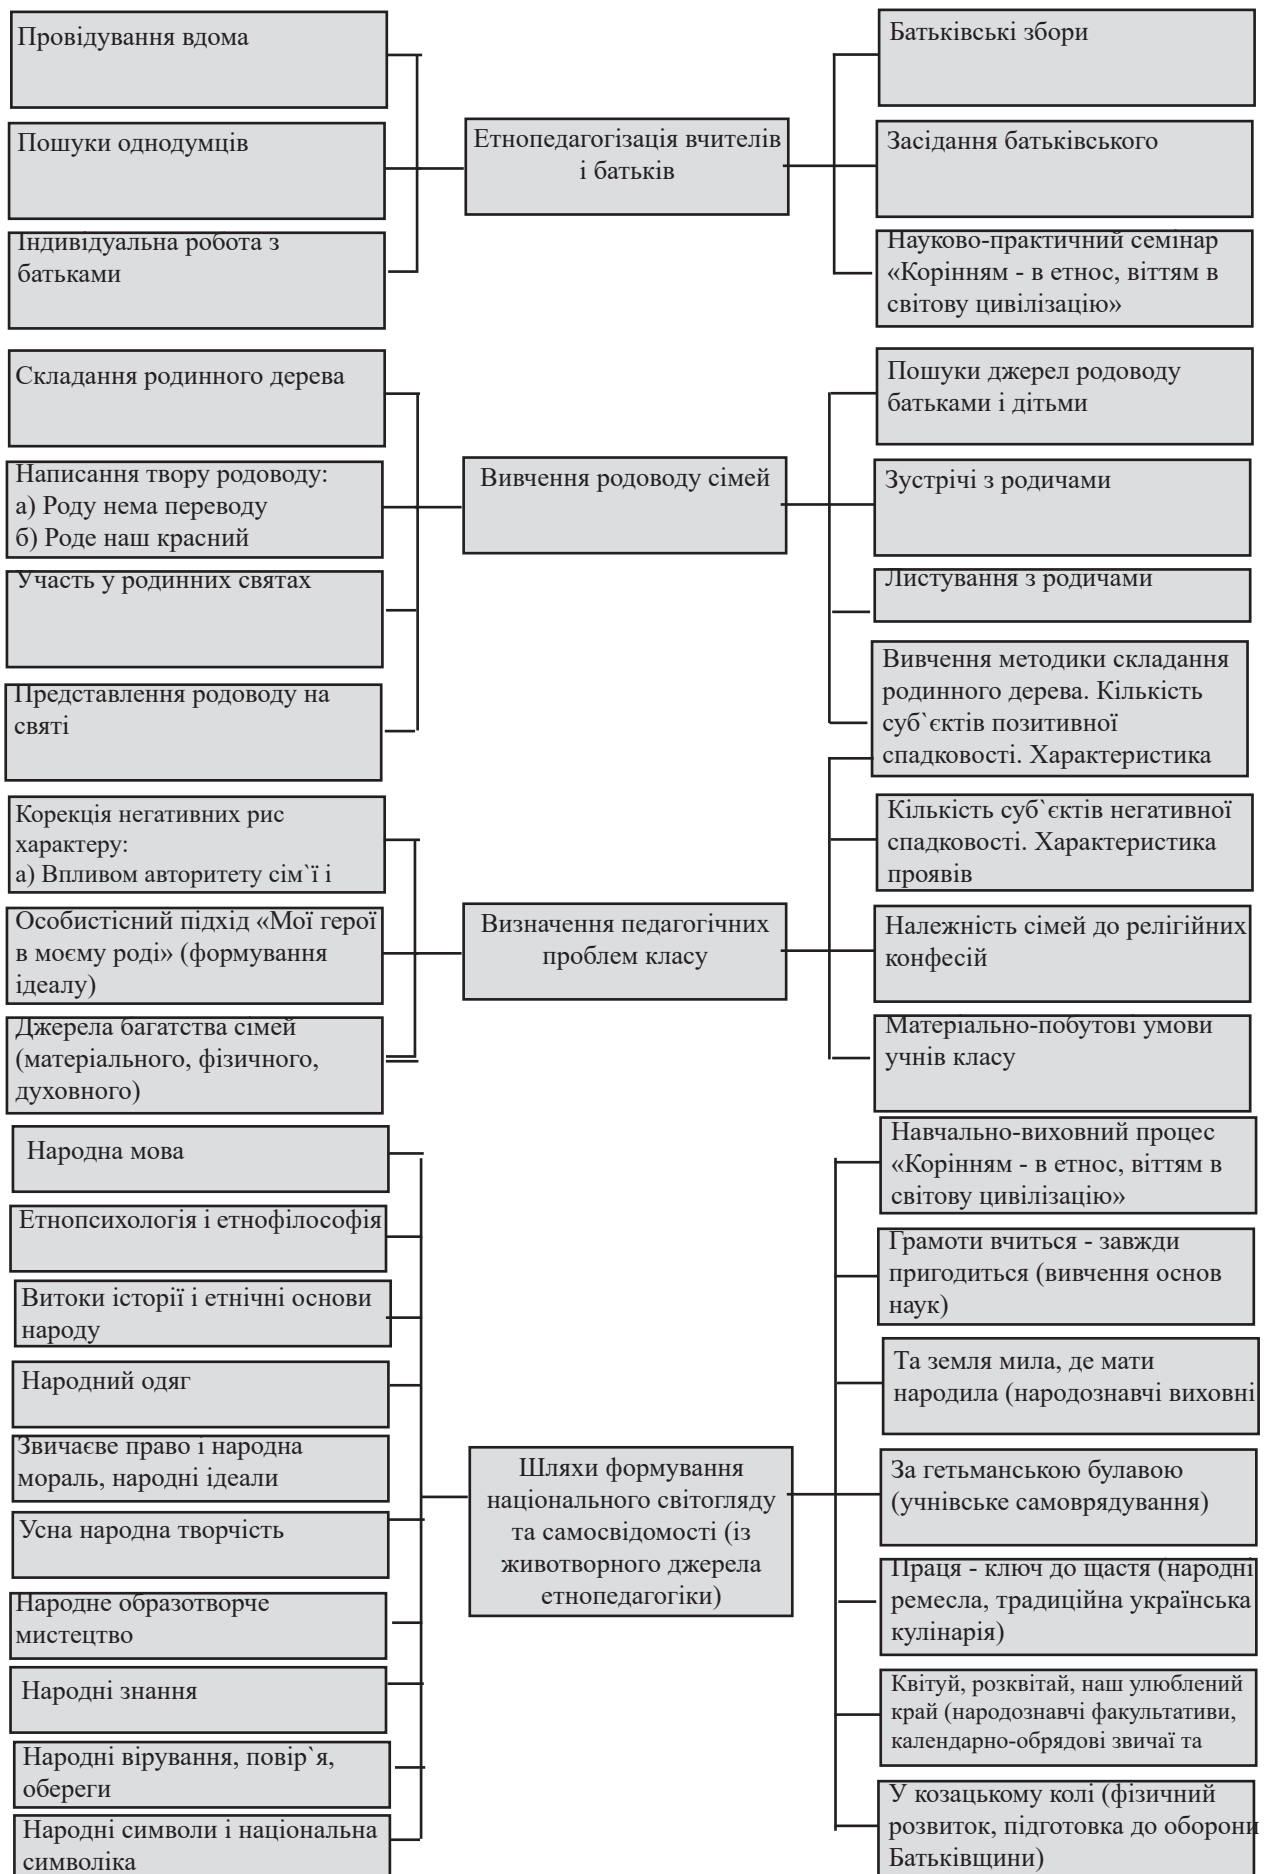 Провідування вдома
Пошуки однодумців
Індивідуальна робота з
батьками
Етнопедагогізація вчителів
і батьків
Батьківські збори
Засідання батьківського
Науково-практичний семінар
«Корінням - в етнос, віттям в
світову цивілізацію»
Складання родинного дерева
Написання твору родоводу:
а) Роду нема переводу
б) Роде наш красний
Участь у родинних святах
Представлення родоводу на
святі
Вивчення родоводу сімей
Пошуки джерел родоводу
батьками і дітьми
Зустрічі з родичами
Листування з родичами
Вивчення методики складання
родинного дерева. Кількість
суб`єктів позитивної
спадковості. Характеристика
Корекція негативних рис
характеру:
а) Впливом авторитету сім`ї і
Особистісний підхід «Мої герої
в моєму роді» (формування
ідеалу)
Джерела багатства сімей
(матеріального, фізичного,
духовного)
Визначення педагогічних
проблем класу
Кількість суб`єктів негативної
спадковості. Характеристика
проявів
Належність сімей до релігійних
конфесій
Матеріально-побутові умови
учнів класу
Народна мова
Етнопсихологія і етнофілософія
Витоки історії і етнічні основи
народу
Народний одяг
Звичаєве право і народна
мораль, народні ідеали
Усна народна творчість
Народне образотворче
мистецтво
Народні знання
Народні вірування, повір`я,
обереги
Народні символи і національна
символіка
Шляхи формування
національного світогляду
та самосвідомості (із
животворного джерела
етнопедагогіки)
Навчально-виховний процес
«Корінням - в етнос, віттям в
світову цивілізацію»
Грамоти вчиться - завжди
пригодиться (вивчення основ
наук)
Та земля мила, де мати
народила (народознавчі виховні
За гетьманською булавою
(учнівське самоврядування)
Праця - ключ до щастя (народні
ремесла, традиційна українська
кулінарія)
Квітуй, розквітай, наш улюблений
край (народознавчі факультативи,
календарно-обрядові звичаї та
У козацькому колі (фізичний
розвиток, підготовка до оборони
Батьківщини)